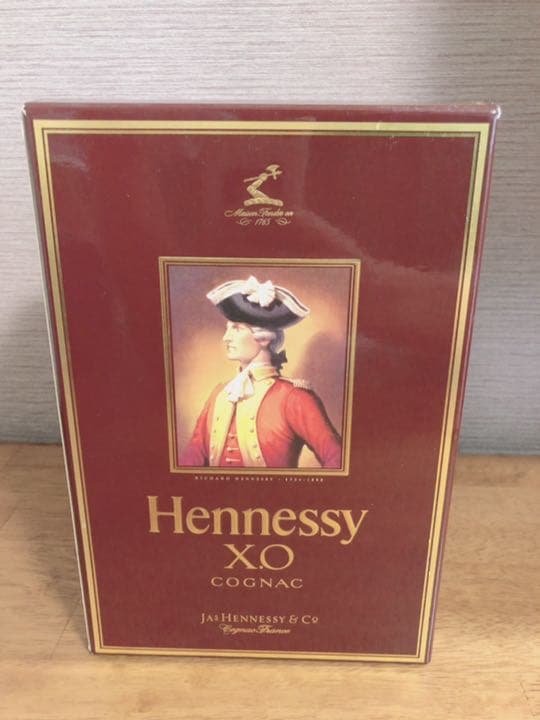 Maison Fondée en
1765
RICHARD HENNESSY
Hennessy
X.O
COGNAC
JAS HENNESSY & CO
Cognac France